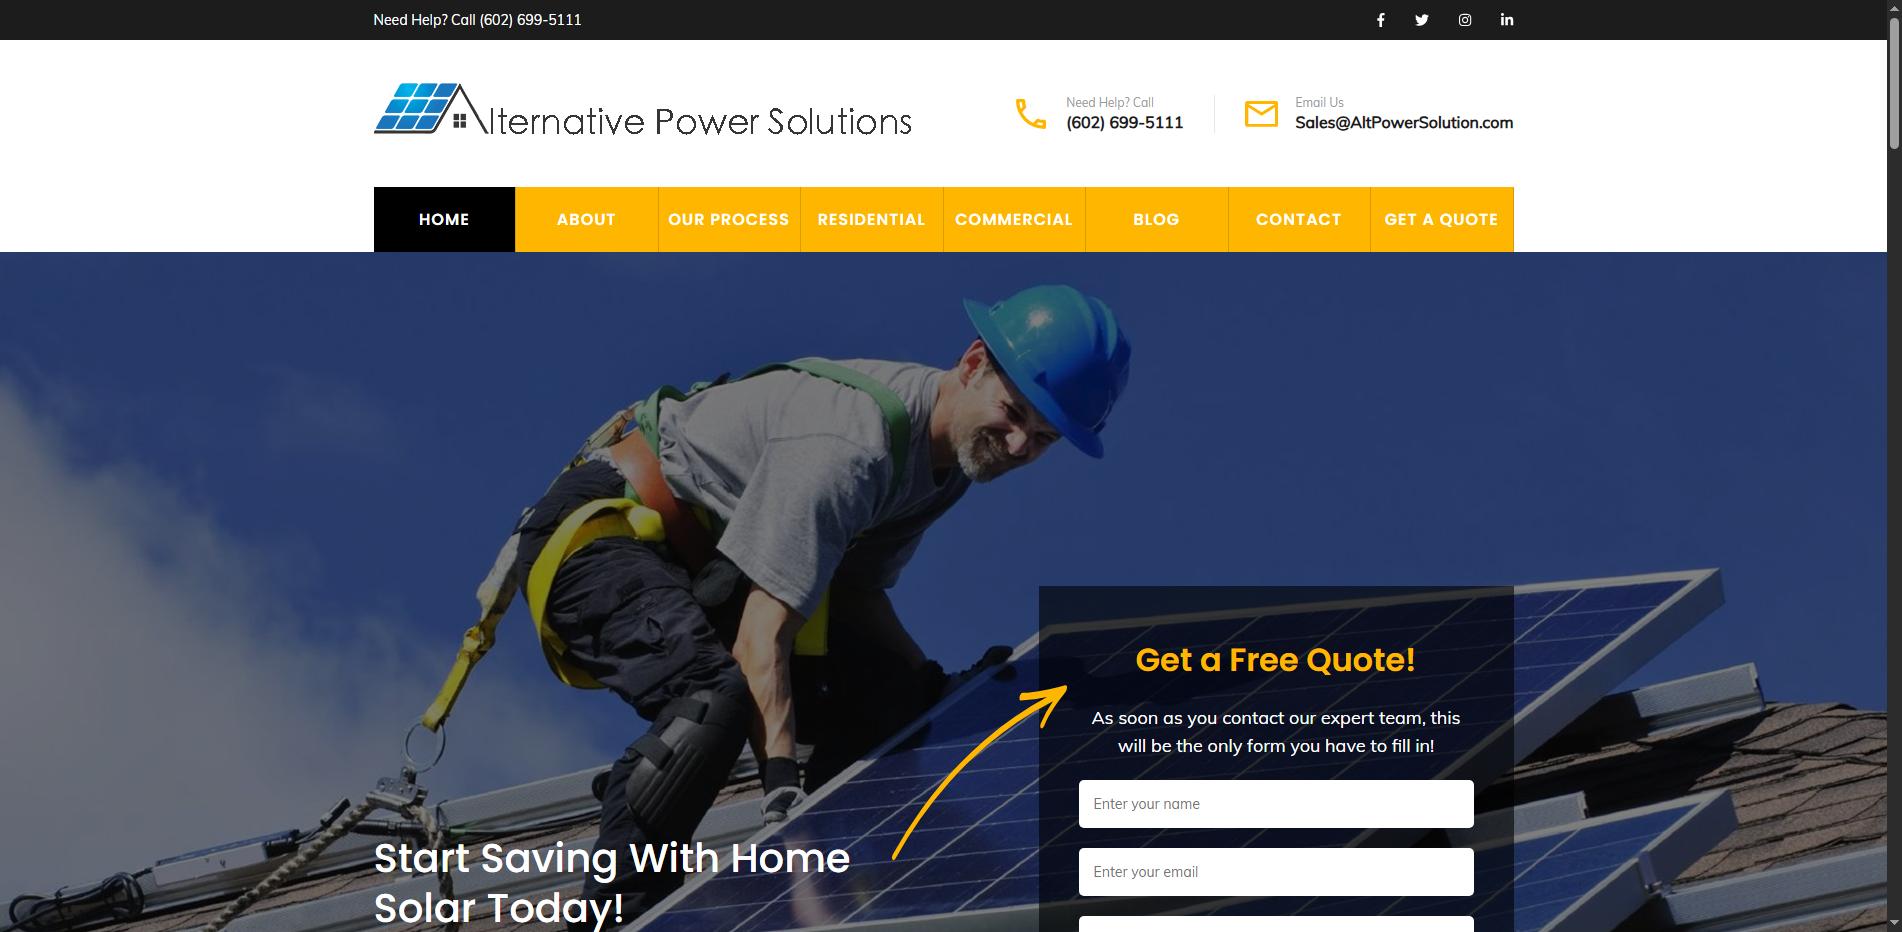 Need Help? Call (602) 699-5111
lternative Power Solutions
Need Help? Call
(602) 699-5111
Email Us
Sales@AltPowerSolution.com
HOME ABOUT OUR PROCESS RESIDENTIAL COMMERCIAL BLOG CONTACT GET A QUOTE
Get a Free Quote!
As soon as you contact our expert team, this
will be the only form you have to fill in!
Enter your name
Enter your email
Start Saving With Home
Solar Today!